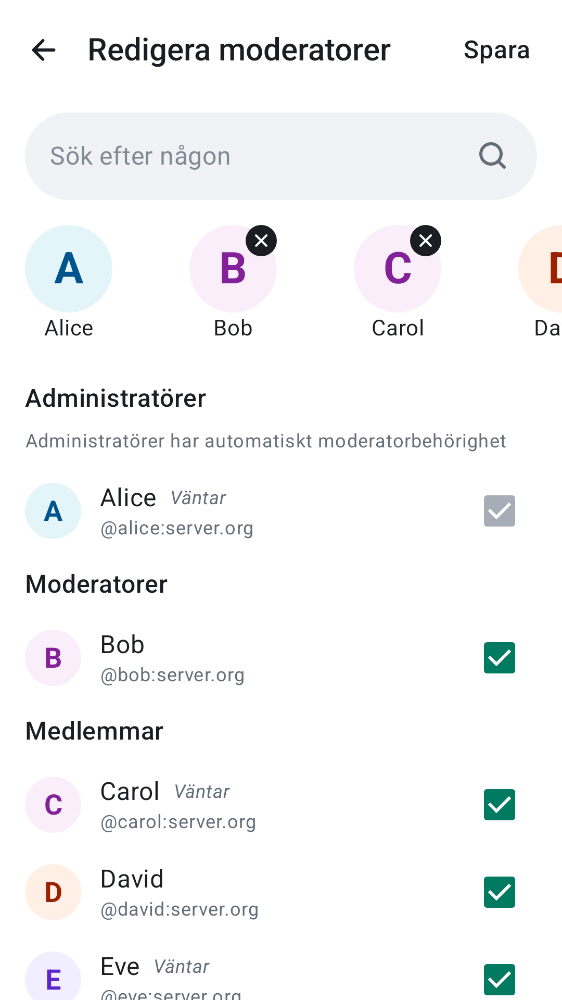 Redigera moderatorer
Spara
Sök efter någon
A
B
C
D
Alice
Bob
Carol
Da
Administratörer
Administratörer har automatiskt moderatorbehörighet
A
Alice Väntar
@alice:server.org
Moderatorer
B
Bob
@bob:server.org
Medlemmar
C
Carol Väntar
@carol:server.org
D
David
@david:server.org
E
Eve Väntar
@eve:server.org